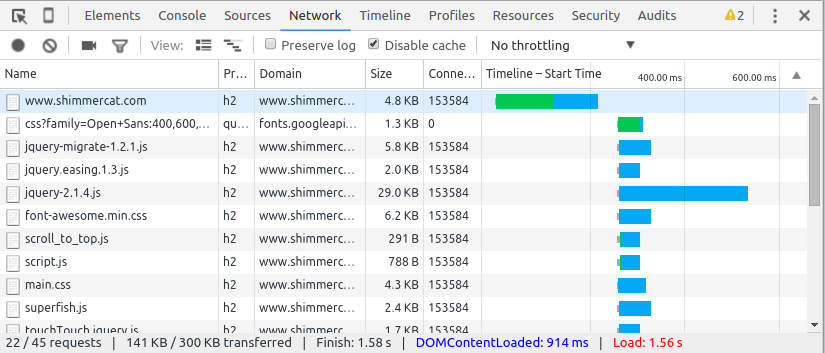 Elements Console Sources Network Timeline Profiles Resources Security Audits 2
View: Preserve log Disable cache No throttling
Name Pr... Domain Size Conne... Timeline – Start Time 400.00 ms 600.00 ms
www.shimmercat.com h2 www.shimmerc... 4.8 KB 153584
css?family=Open+Sans:400,600,... qu... fonts.googleapi... 1.3 KB 0
jquery-migrate-1.2.1.js h2 www.shimmerc... 5.8 KB 153584
jquery.easing.1.3.js h2 www.shimmerc... 2.0 KB 153584
jquery-2.1.4.js h2 www.shimmerc... 29.0 KB 153584
font-awesome.min.css h2 www.shimmerc... 6.2 KB 153584
scroll_to_top.js h2 www.shimmerc... 291 B 153584
script.js h2 www.shimmerc... 788 B 153584
main.css h2 www.shimmerc... 4.3 KB 153584
superfish.js h2 www.shimmerc... 2.4 KB 153584
touchTouch.jquery.js h2 www.shimmerc... 1.7 KB 153584
22 / 45 requests | 141 KB / 300 KB transferred | Finish: 1.58 s | DOMContentLoaded: 914 ms | Load: 1.56 s